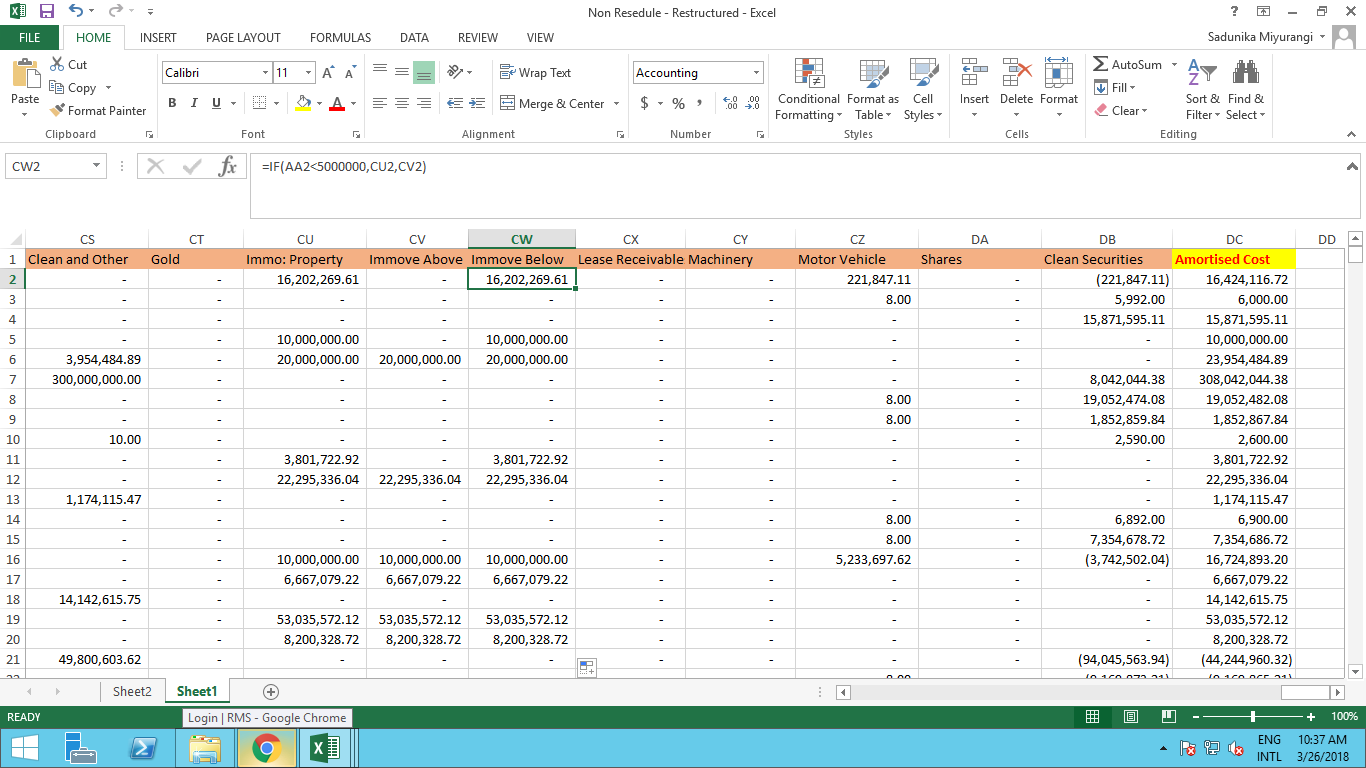 Non Resedule - Restructured - Excel
?
FILE HOME INSERT PAGE LAYOUT FORMULAS DATA REVIEW VIEW Sadunika Miyurangi
Paste Cut Copy Format Painter
Calibri 11 A A Wrap Text Accounting AutoSum
B I U A Merge & Center $ % , Conditional Formatting Format as Table Cell Styles Insert Delete Format Fill Clear Sort & Filter Find & Select
Clipboard Font Alignment Number Styles Cells Editing
CW2 fx =IF(AA2<5000000,CU2,CV2)
CS CT CU CV CW CX CY CZ DA DB DC DD
1 Clean and Other Gold Immo: Property Immove Above Immove Below Lease Receivable Machinery Motor Vehicle Shares Clean Securities Amortised Cost
2 - - 16,202,269.61 - 16,202,269.61 - - 221,847.11 - (221,847.11) 16,424,116.72
3 - - - - - - - 8.00 - 5,992.00 6,000.00
4 - - - - - - - - - 15,871,595.11 15,871,595.11
5 - - 10,000,000.00 - 10,000,000.00 - - - - - 10,000,000.00
6 3,954,484.89 - 20,000,000.00 20,000,000.00 20,000,000.00 - - - - - 23,954,484.89
7 300,000,000.00 - - - - - - - - 8,042,044.38 308,042,044.38
8 - - - - - - - 8.00 - 19,052,474.08 19,052,482.08
9 - - - - - - - 8.00 - 1,852,859.84 1,852,867.84
10 10.00 - - - - - - - - 2,590.00 2,600.00
11 - - 3,801,722.92 - 3,801,722.92 - - - - - 3,801,722.92
12 - - 22,295,336.04 22,295,336.04 22,295,336.04 - - - - - 22,295,336.04
13 1,174,115.47 - - - - - - - - - 1,174,115.47
14 - - - - - - - 8.00 - 6,892.00 6,900.00
15 - - - - - - - 8.00 - 7,354,678.72 7,354,686.72
16 - - 10,000,000.00 10,000,000.00 10,000,000.00 - - 5,233,697.62 - (3,742,502.04) 16,724,893.20
17 - - 6,667,079.22 6,667,079.22 6,667,079.22 - - - - - 6,667,079.22
18 14,142,615.75 - - - - - - - - - 14,142,615.75
19 - - 53,035,572.12 53,035,572.12 53,035,572.12 - - - - - 53,035,572.12
20 - - 8,200,328.72 8,200,328.72 8,200,328.72 - - - - - 8,200,328.72
21 49,800,603.62 - - - - - - - - (94,045,563.94) (44,244,960.32)
Sheet2 Sheet1
READY Login | RMS - Google Chrome 100%
ENG 10:37 AM
INTL 3/26/2018